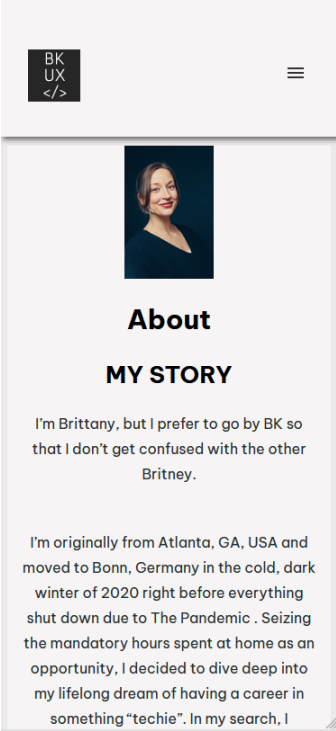 BK
UX
</>
About
MY STORY
I’m Brittany, but I prefer to go by BK so
that I don’t get confused with the other
Britney.
I’m originally from Atlanta, GA, USA and
moved to Bonn, Germany in the cold, dark
winter of 2020 right before everything
shut down due to The Pandemic . Seizing
the mandatory hours spent at home as an
opportunity, I decided to dive deep into
my lifelong dream of having a career in
something “techie”. In my search, I